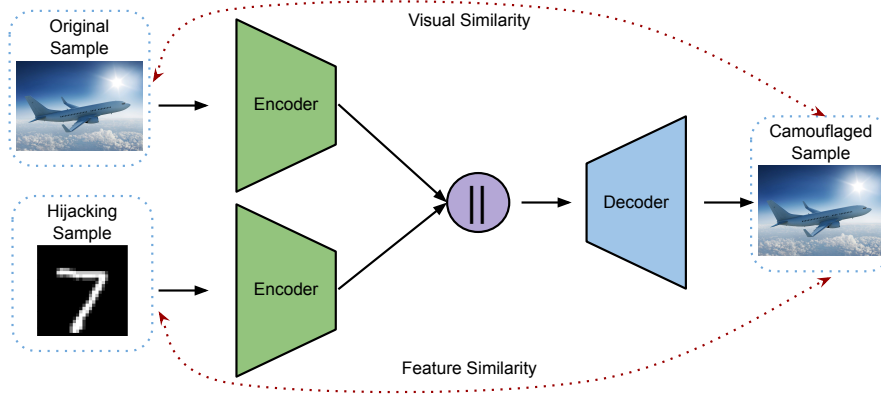 Original
Sample
Visual Similarity
Encoder
Camouflaged
Sample
||
Decoder
Hijacking
Sample
Encoder
Feature Similarity